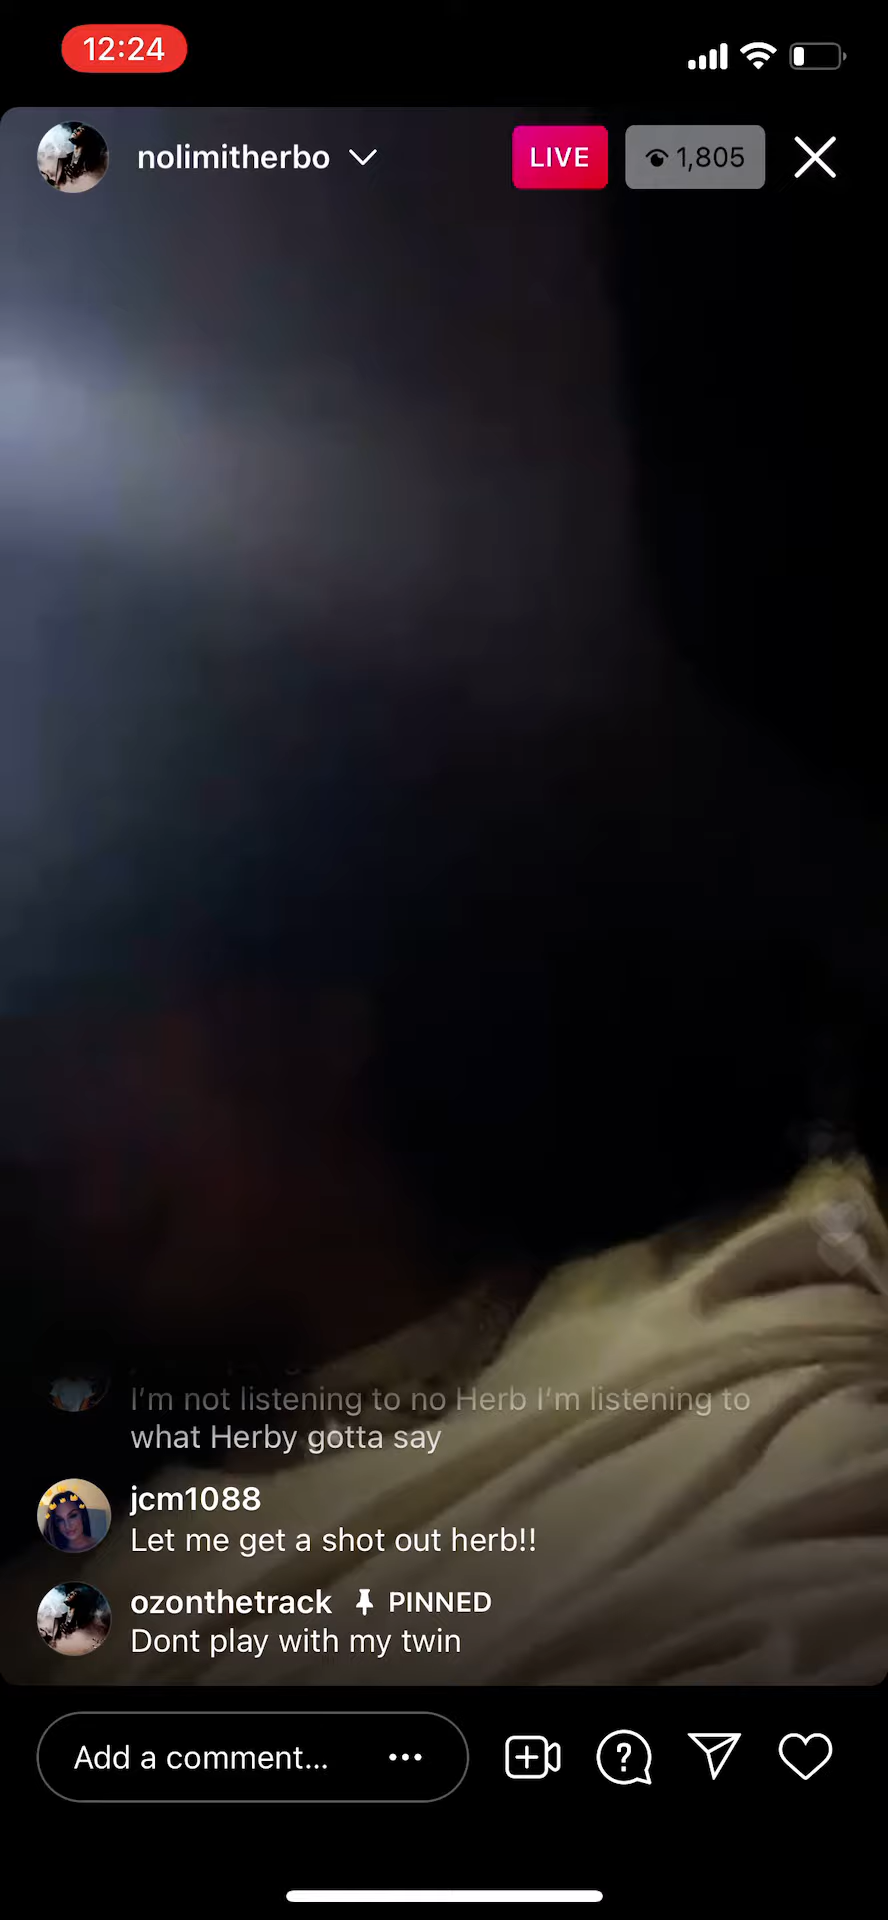 12:24
nolimitherbo
LIVE
1,805
I'm not listening to no Herb I'm listening to
what Herby gotta say
jcm1088
Let me get a shot out herb!!
ozonthetrack PINNED
Dont play with my twin
Add a comment...